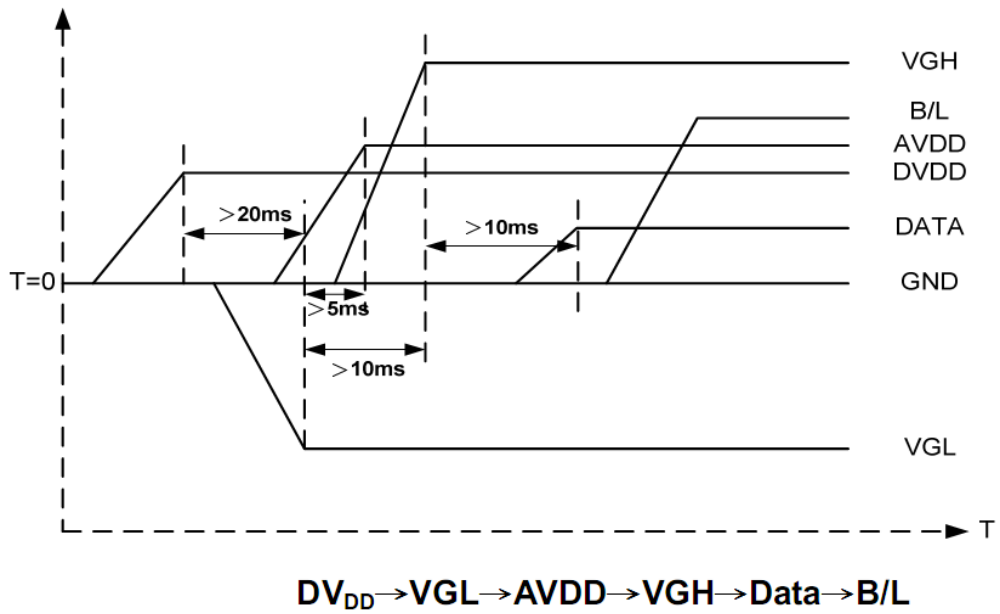 VGH
B/L
AVDD
DVDD
>20ms
>10ms
DATA
T=0
GND
>5ms
>10ms
VGL
T
DVDD→VGL→AVDD→VGH→Data→B/L